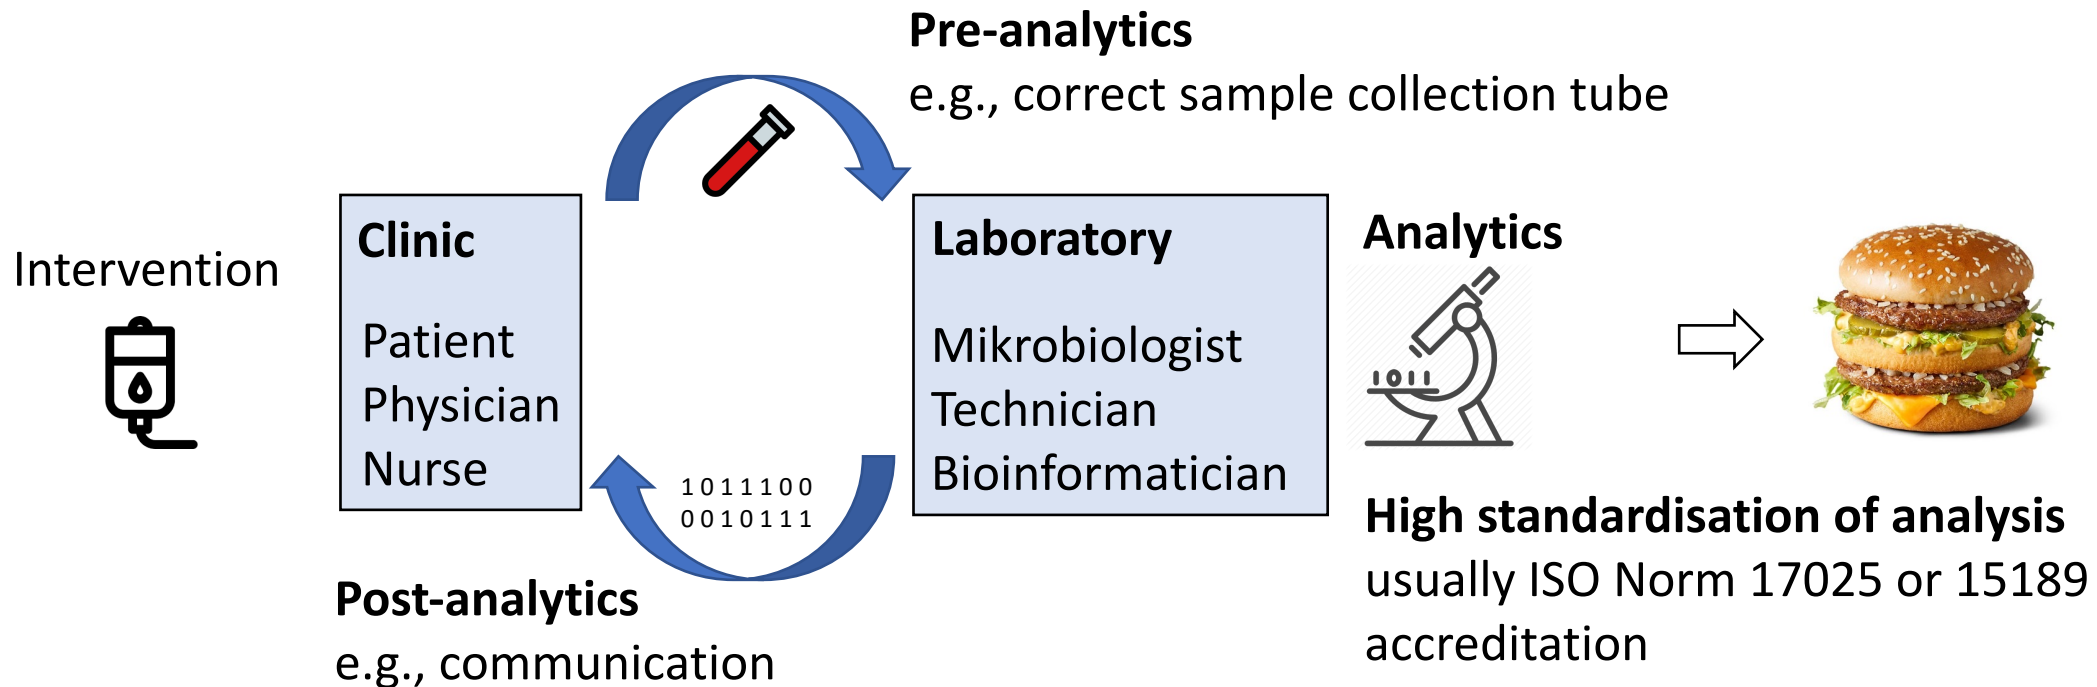 Pre-analytics
e.g., correct sample collection tube
Intervention
Clinic
Patient
Physician
Nurse
Laboratory
Mikrobiologist
Technician
Bioinformatician
Analytics
1011
1011100
0010111
Post-analytics
e.g., communication
High standardisation of analysis
usually ISO Norm 17025 or 15189
accreditation